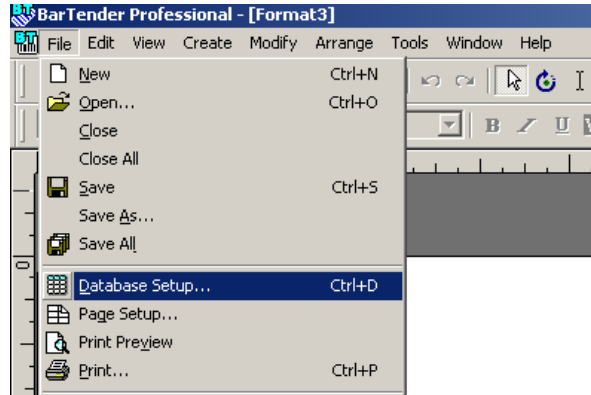 BarTender Professional - [Format3]
File Edit View Create Modify Arrange Tools Window Help
New Ctrl+N
Open... Ctrl+O
Close
Close All
Save Ctrl+S
Save As...
Save All
Database Setup... Ctrl+D
Page Setup...
Print Preview
Print... Ctrl+P
B I U
0